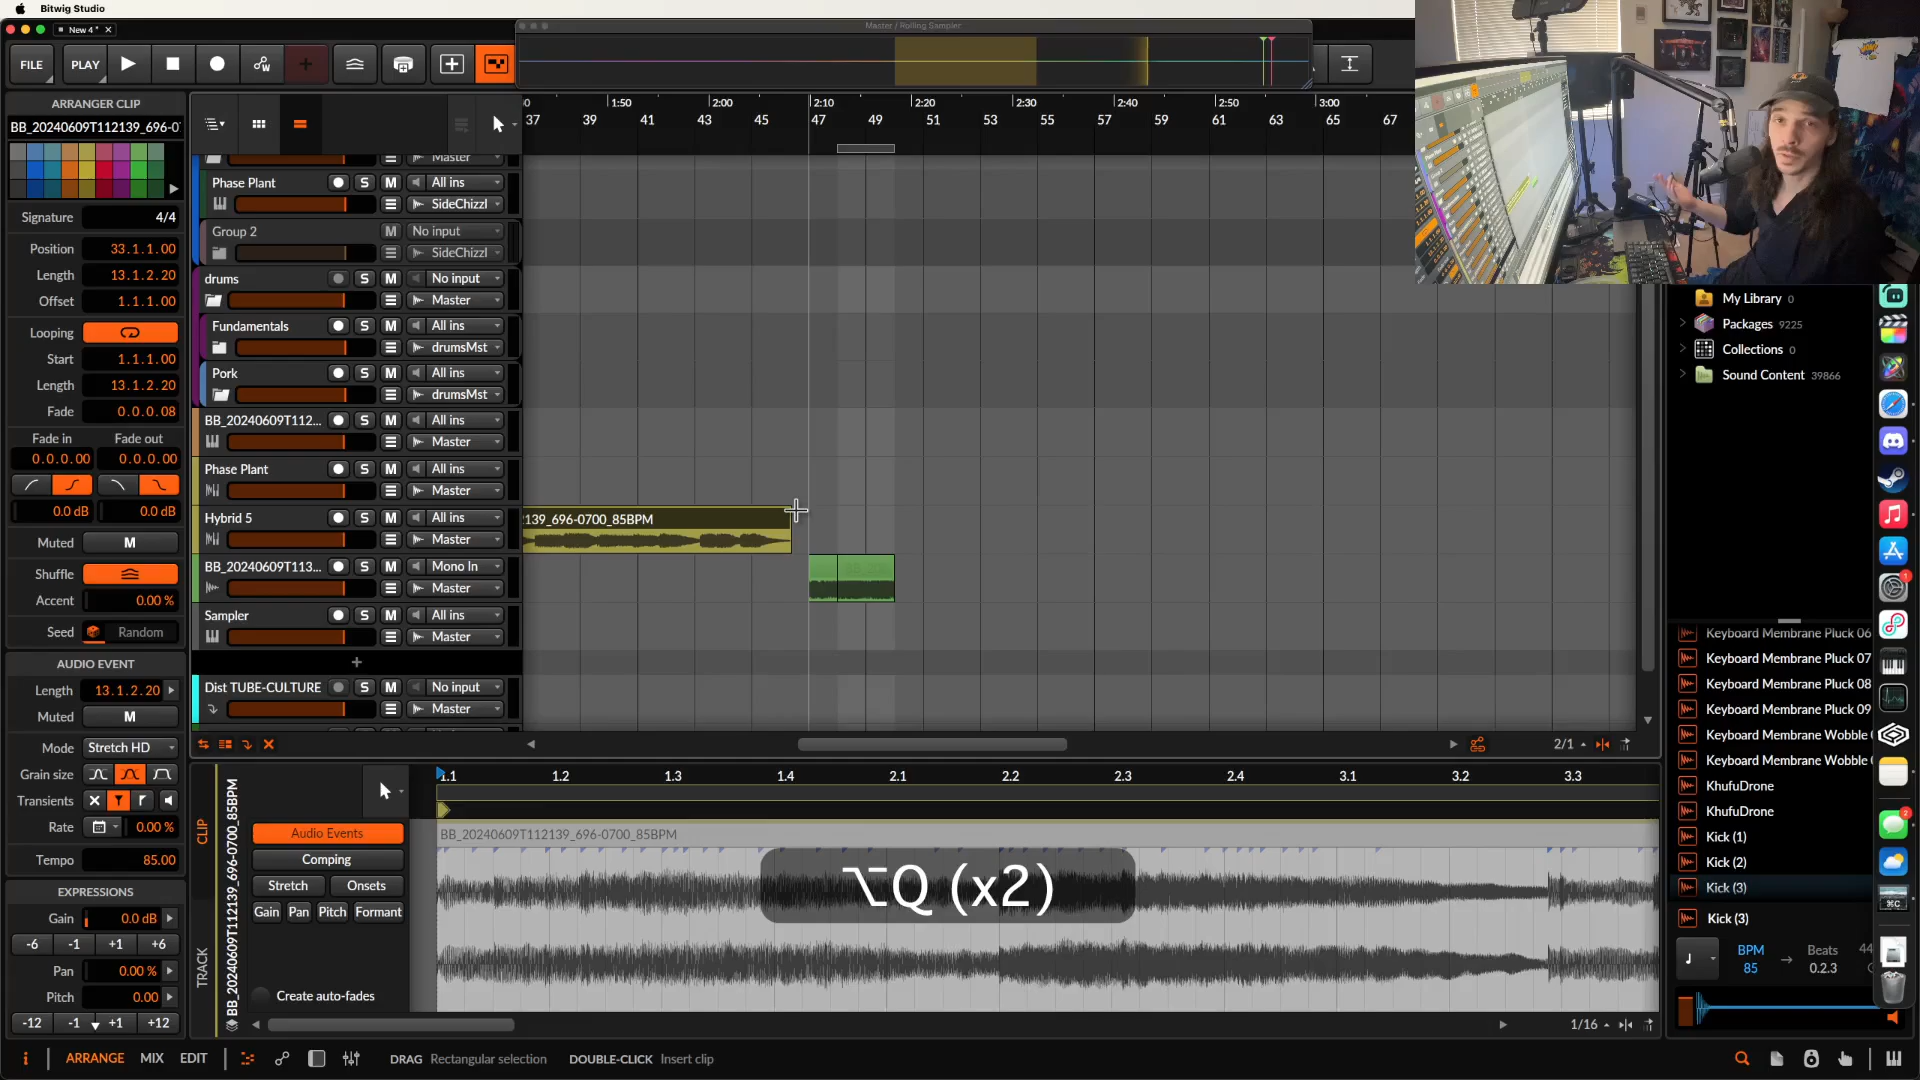 Bitwig Studio
New 4 *
Master / Rolling Sampler
FILE
PLAY
ARRANGER CLIP
BB_20240609T112139_696-0
Signature 4/4
Position 33.1.1.00
Length 13.1.2.20
Offset 1.1.1.00
Looping
Start 1.1.1.00
Length 13.1.2.20
Fade 0.0.0.08
Fade in Fade out
0.0.0.00 0.0.0.00
0.0 dB 0.0 dB
Muted M
Shuffle
Accent 0.00 %
Seed Random
AUDIO EVENT
Length 13.1.2.20
Muted M
Mode Stretch HD
Grain size
Transients
Rate 0.00 %
Tempo 85.00
EXPRESSIONS
Gain 0.0 dB
-6 -1 +1 +6
Pan 0.00 %
Pitch 0.00
-12 -1 +1 +12
1:50 2:00 2:10 2:20 2:30 2:40 2:50 3:00
37 39 41 43 45 47 49 51 53 55 57 59 61 63 65 67
Master
Phase Plant S M All ins
SideChizzl
Group 2 M No input
SideChizzl
drums S M No input
Master
Fundamentals S M All ins
drumsMst
Pork S M All ins
drumsMst
BB_20240609T112... S M All ins
Master
Phase Plant S M All ins
Master
Hybrid 5 S M All ins
Master
139_696-0700_85BPM
BB_20240609T113... S M Mono In
Master
Sampler S M All ins
Master
+
Dist TUBE-CULTURE S M No input
Master
2/1
CLIP
TRACK
BB_20240609T112139_696-0700_85BPM
1.1 1.2 1.3 1.4 2.1 2.2 2.3 2.4 3.1 3.2 3.3
Audio Events
Comping
Stretch Onsets
Gain Pan Pitch Formant
Create auto-fades
BB_20240609T112139_696-0700_85BPM
⌥Q (x2)
1/16
My Library 0
Packages 9225
Collections 0
Sound Content 39866
Keyboard Membrane Pluck 06
Keyboard Membrane Pluck 07
Keyboard Membrane Pluck 08
Keyboard Membrane Pluck 09
Keyboard Membrane Wobble
Keyboard Membrane Wobble
KhufuDrone
KhufuDrone
Kick (1)
Kick (2)
Kick (3)
Kick (3)
BPM Beats 44
85 → 0.2.3
i ARRANGE MIX EDIT
DRAG Rectangular selection DOUBLE-CLICK Insert clip